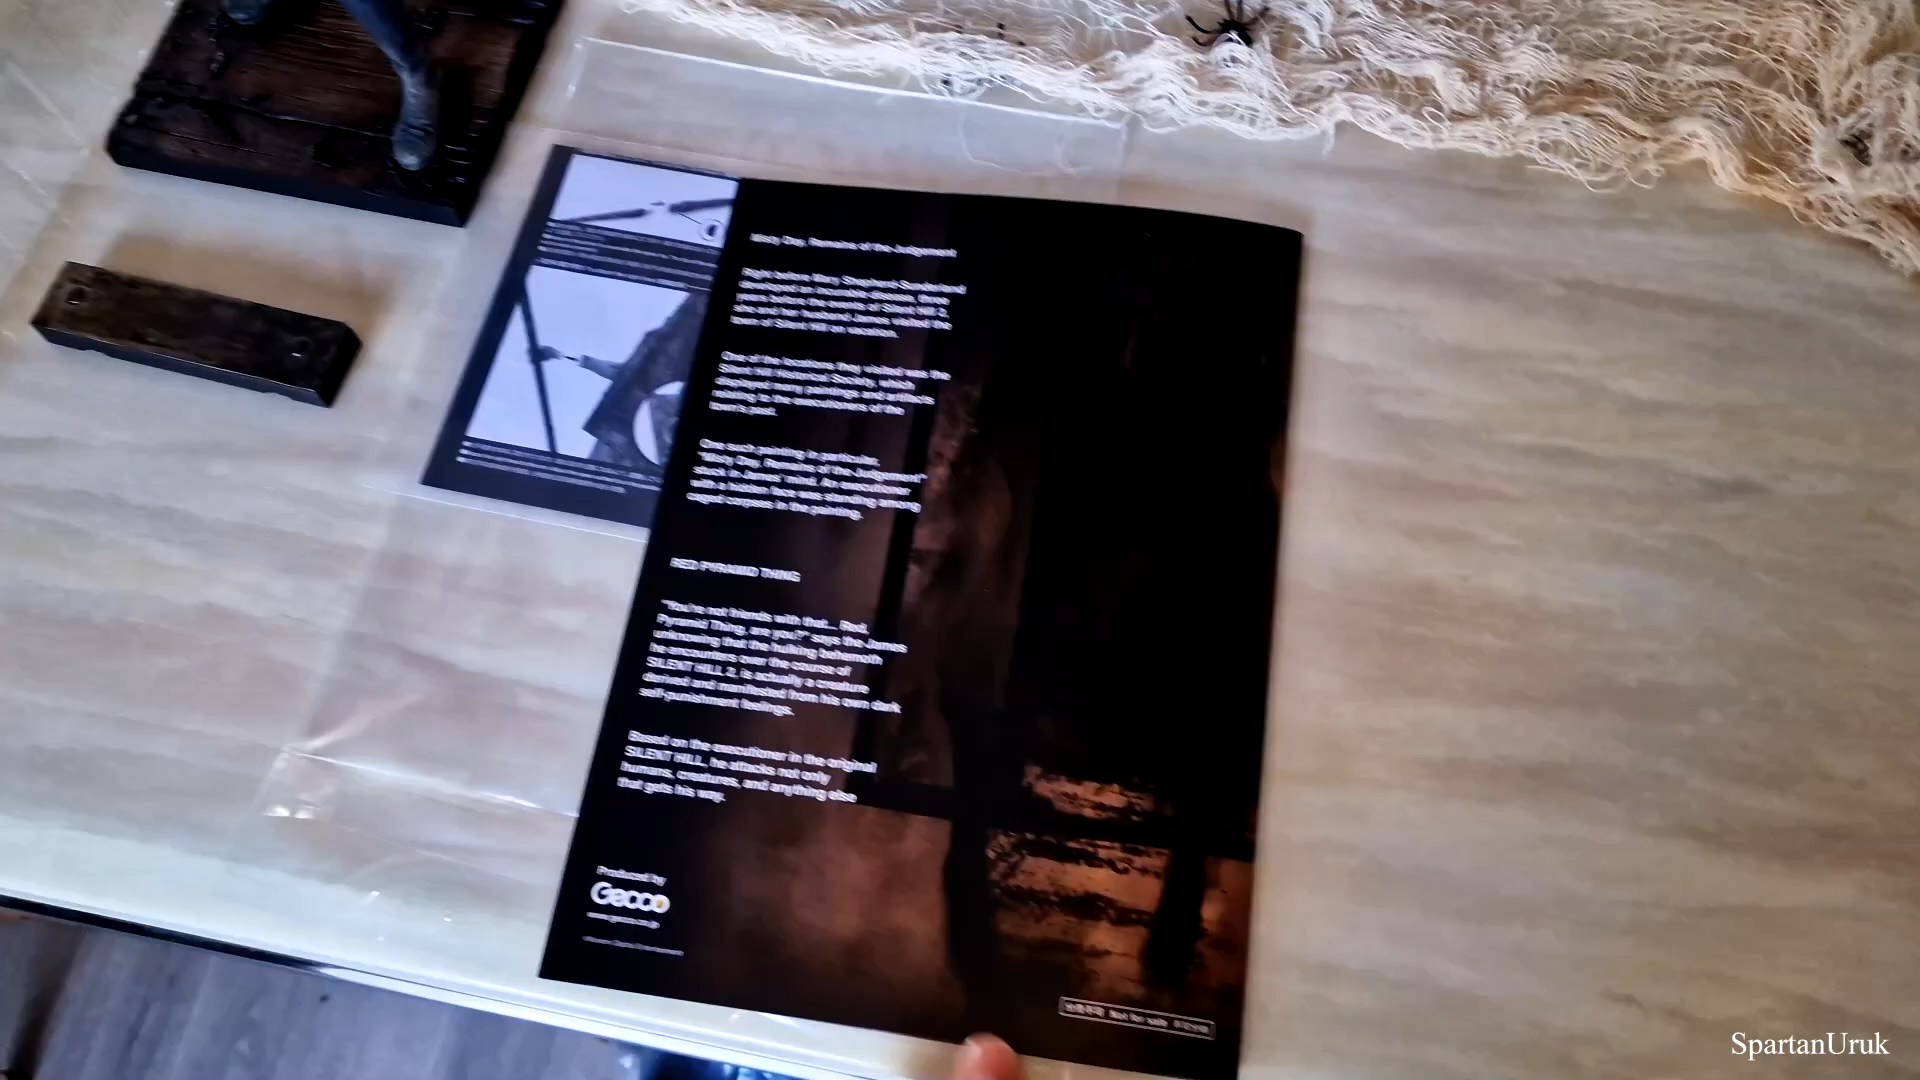 Misty Day, Remains of the Judgement
Right before Mary Shepherd-Sunderland
years before the events of Silent Hill 2,
she and her husband James visited the
town of Silent Hill on vacation.
One of the locations they visited was the
Silent Hill Historical Society, which
displayed many paintings and artifacts
relating to the executioners of the
town's past.
One such painting in particular,
"Misty Day, Remains of the Judgement"
stuck in James' mind. An executioner
with a hidden face was standing among
caged corpses in the painting.
RED PYRAMID THING
"You're not friends with that... Red,
Pyramid Thing, are you?" says the James
unknowing that the hulking behemoth
he encounters over the course of
SILENT HILL 2, is actually a creature
derived and manifested from his own dark
self-punishment feelings.
Based on the executioner in the original
SILENT HILL, he attacks not only
humans, creatures, and anything else
that gets his way.
Produced by
Gecco
www.gecco.co.jp
Not for sale
SpartanUruk